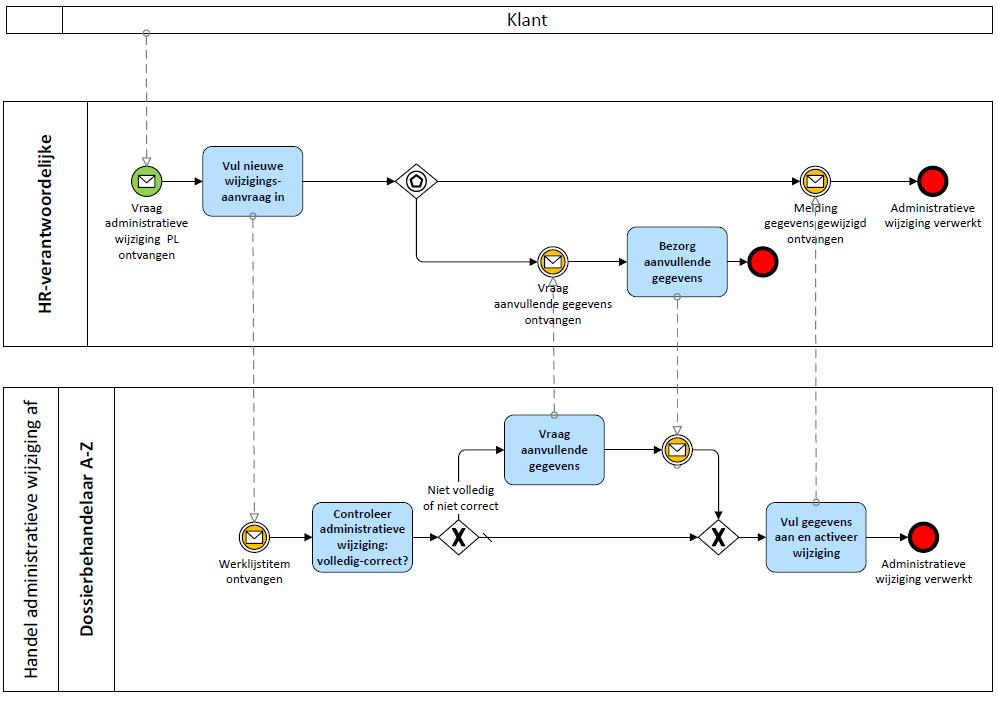 Klant
HR-verantwoordelijke
Vraag
administratieve
wijziging PL
ontvangen
Vul nieuwe
wijzigings-
aanvraag in
Vraag
aanvullende gegevens
ontvangen
Bezorg
aanvullende
gegevens
Melding
gegevens gewijzigd
ontvangen
Administratieve
wijziging verwerkt
Handel administratieve wijziging af
Dossierbehandelaar A-Z
Werklijstitem
ontvangen
Controleer
administratieve
wijziging:
volledig-correct?
Niet volledig
of niet correct
Vraag
aanvullende
gegevens
Vul gegevens
aan en activeer
wijziging
Administratieve
wijziging verwerkt